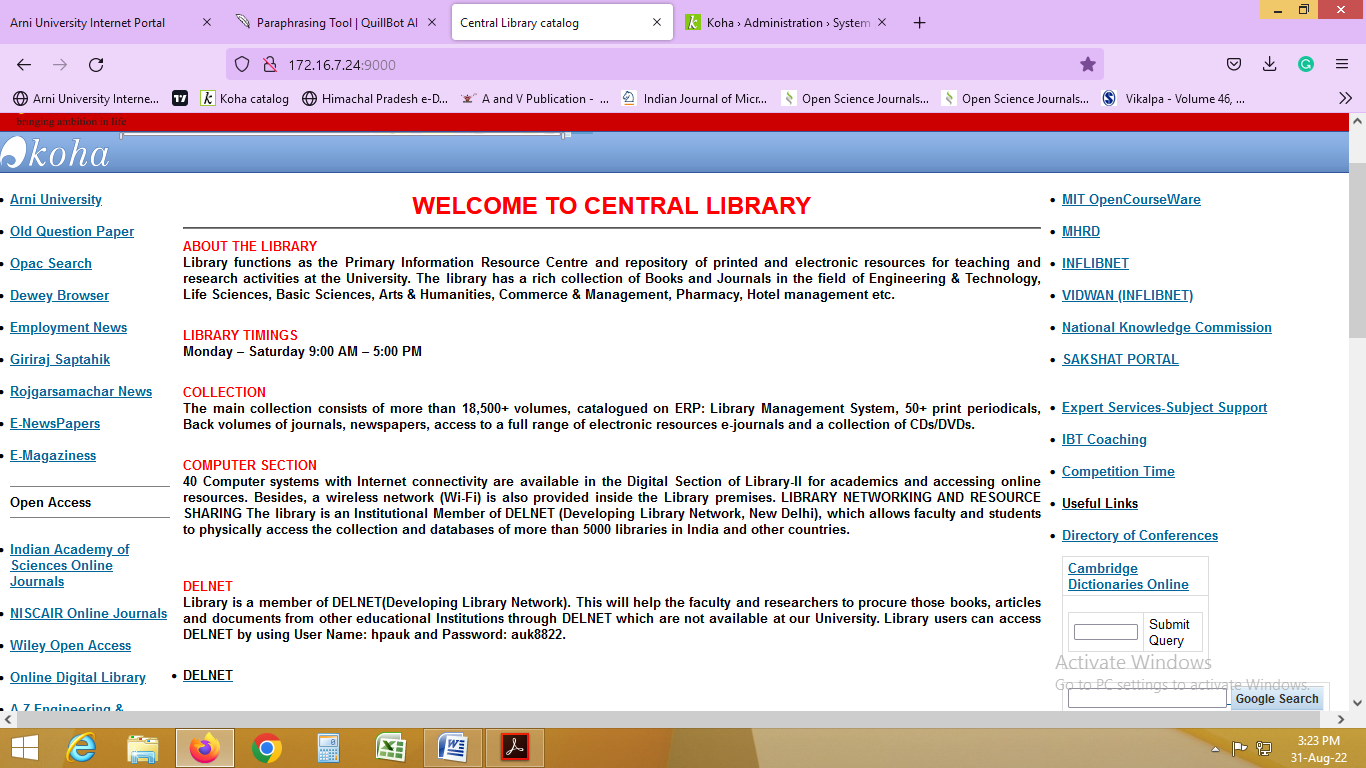 Arni University Internet Portal
Paraphrasing Tool | QuillBot AI
Central Library catalog
Koha › Administration › System
172.16.7.24:9000
Arni University Interne...
Koha catalog
Himachal Pradesh e-D...
A and V Publication - ...
Indian Journal of Micr...
Open Science Journals...
Open Science Journals...
Vikalpa - Volume 46, ...
bringing ambition in life
koha
Arni University
Old Question Paper
Opac Search
Dewey Browser
Employment News
Giriraj Saptahik
Rojgarsamachar News
E-NewsPapers
E-Magaziness
Open Access
Indian Academy of
Sciences Online
Journals
NISCAIR Online Journals
Wiley Open Access
Online Digital Library
A Z Engineering &
WELCOME TO CENTRAL LIBRARY
ABOUT THE LIBRARY
Library functions as the Primary Information Resource Centre and repository of printed and electronic resources for teaching and
research activities at the University. The library has a rich collection of Books and Journals in the field of Engineering & Technology,
Life Sciences, Basic Sciences, Arts & Humanities, Commerce & Management, Pharmacy, Hotel management etc.
LIBRARY TIMINGS
Monday – Saturday 9:00 AM – 5:00 PM
COLLECTION
The main collection consists of more than 18,500+ volumes, catalogued on ERP: Library Management System, 50+ print periodicals,
Back volumes of journals, newspapers, access to a full range of electronic resources e-journals and a collection of CDs/DVDs.
COMPUTER SECTION
40 Computer systems with Internet connectivity are available in the Digital Section of Library-II for academics and accessing online
resources. Besides, a wireless network (Wi-Fi) is also provided inside the Library premises. LIBRARY NETWORKING AND RESOURCE
SHARING The library is an Institutional Member of DELNET (Developing Library Network, New Delhi), which allows faculty and students
to physically access the collection and databases of more than 5000 libraries in India and other countries.
DELNET
Library is a member of DELNET(Developing Library Network). This will help the faculty and researchers to procure those books, articles
and documents from other educational Institutions through DELNET which are not available at our University. Library users can access
DELNET by using User Name: hpauk and Password: auk8822.
DELNET
MIT OpenCourseWare
MHRD
INFLIBNET
VIDWAN (INFLIBNET)
National Knowledge Commission
SAKSHAT PORTAL
Expert Services-Subject Support
IBT Coaching
Competition Time
Useful Links
Directory of Conferences
Cambridge
Dictionaries Online
Submit
Query
Activate Windows
Go to PC settings to activate Windows.
Google Search
3:23 PM
31-Aug-22